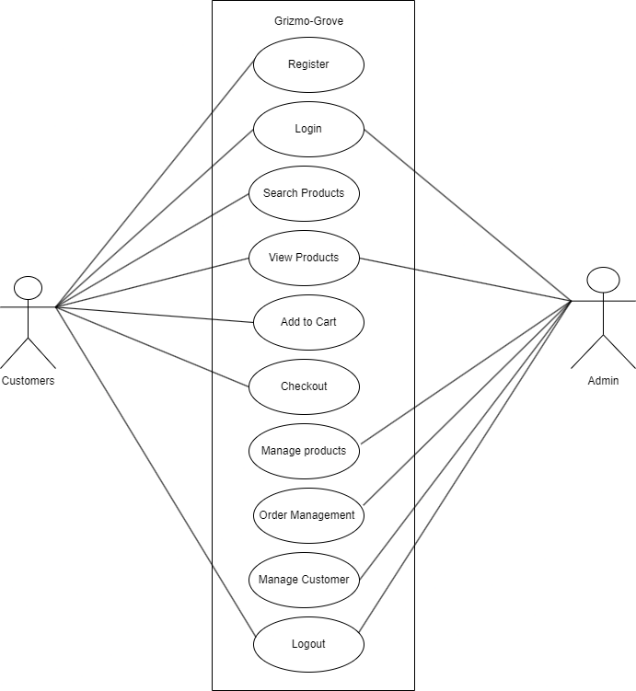 Grizmo-Grove
Register
Login
Search Products
View Products
Add to Cart
Checkout
Manage products
Order Management
Manage Customer
Logout
Customers
Admin